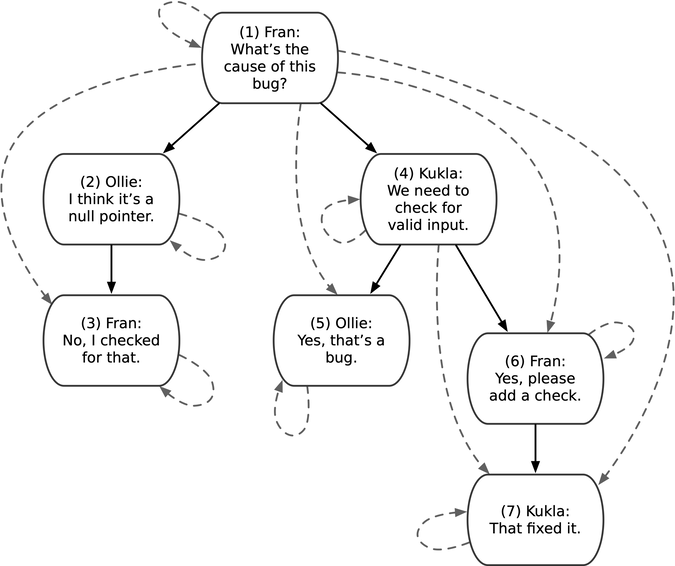 (1) Fran:
What’s the
cause of this
bug?
(2) Ollie:
I think it’s a
null pointer.
(4) Kukla:
We need to
check for
valid input.
(3) Fran:
No, I checked
for that.
(5) Ollie:
Yes, that’s a
bug.
(6) Fran:
Yes, please
add a check.
(7) Kukla:
That fixed it.